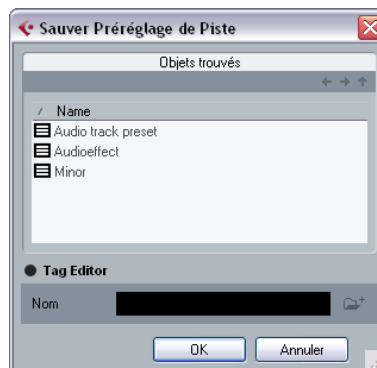 Sauver Préréglage de Piste
Objets trouvés
Name
Audio track preset
Audioeffect
Minor
Tag Editor
Nom
OK
Annuler